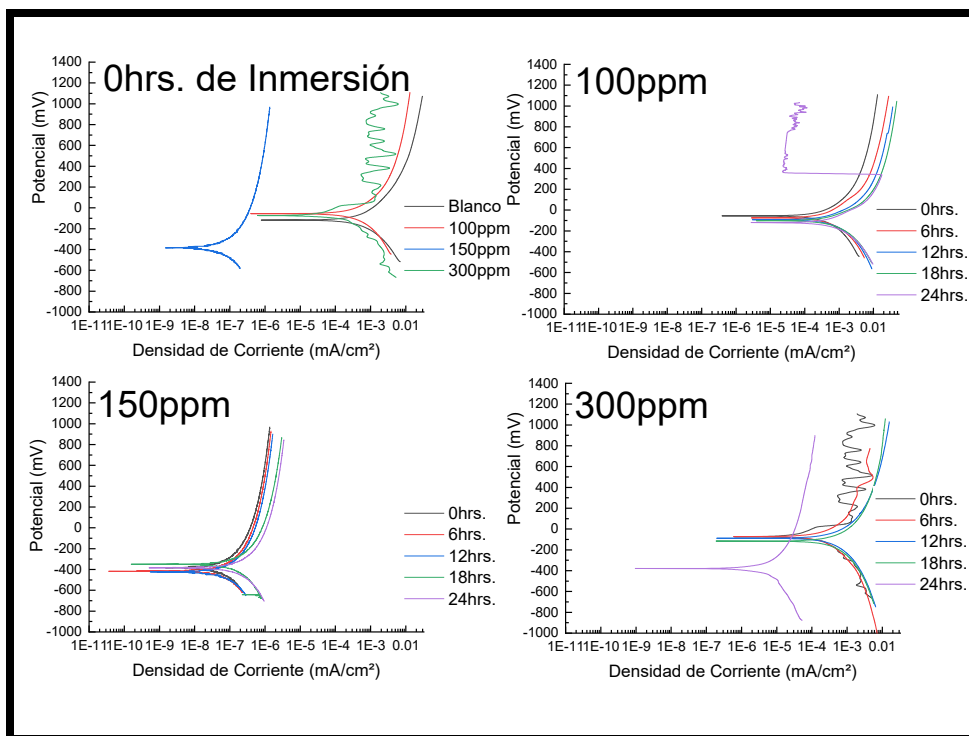 0hrs. de Inmersión
1400
1200
1000
800
600
400
200
0
-200
-400
-600
-800
-1000
Potencial (mV)
Blanco
100ppm
150ppm
300ppm
1E-11 1E-10 1E-9 1E-8 1E-7 1E-6 1E-5 1E-4 1E-3 0.01
Densidad de Corriente (mA/cm²)
100ppm
1400
1200
1000
800
600
400
200
0
-200
-400
-600
-800
-1000
Potencial (mV)
0hrs.
6hrs.
12hrs.
18hrs.
24hrs.
1E-11 1E-10 1E-9 1E-8 1E-7 1E-6 1E-5 1E-4 1E-3 0.01
Densidad de Corriente (mA/cm²)
150ppm
1400
1200
1000
800
600
400
200
0
-200
-400
-600
-800
-1000
Potencial (mV)
0hrs.
6hrs.
12hrs.
18hrs.
24hrs.
1E-11 1E-10 1E-9 1E-8 1E-7 1E-6 1E-5 1E-4 1E-3 0.01
Densidad de Corriente (mA/cm²)
300ppm
1400
1200
1000
800
600
400
200
0
-200
-400
-600
-800
-1000
Potencial (mV)
0hrs.
6hrs.
12hrs.
18hrs.
24hrs.
1E-11 1E-10 1E-9 1E-8 1E-7 1E-6 1E-5 1E-4 1E-3 0.01
Densidad de Corriente (mA/cm²)